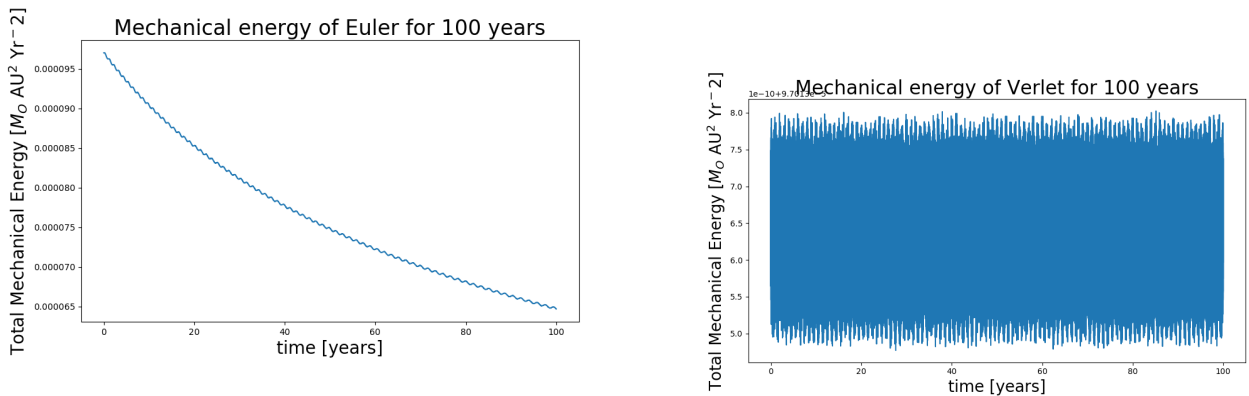 Mechanical energy of Euler for 100 years
Total Mechanical Energy [M_O AU² Yr − 2]
0.000095
0.000090
0.000085
0.000080
0.000075
0.000070
0.000065
0 20 40 60 80 100
time [years]
Mechanical energy of Verlet for 100 years
1e−10+9.7013e−5
Total Mechanical Energy [M_O AU² Yr − 2]
8.0
7.5
7.0
6.5
6.0
5.5
5.0
0 20 40 60 80 100
time [years]